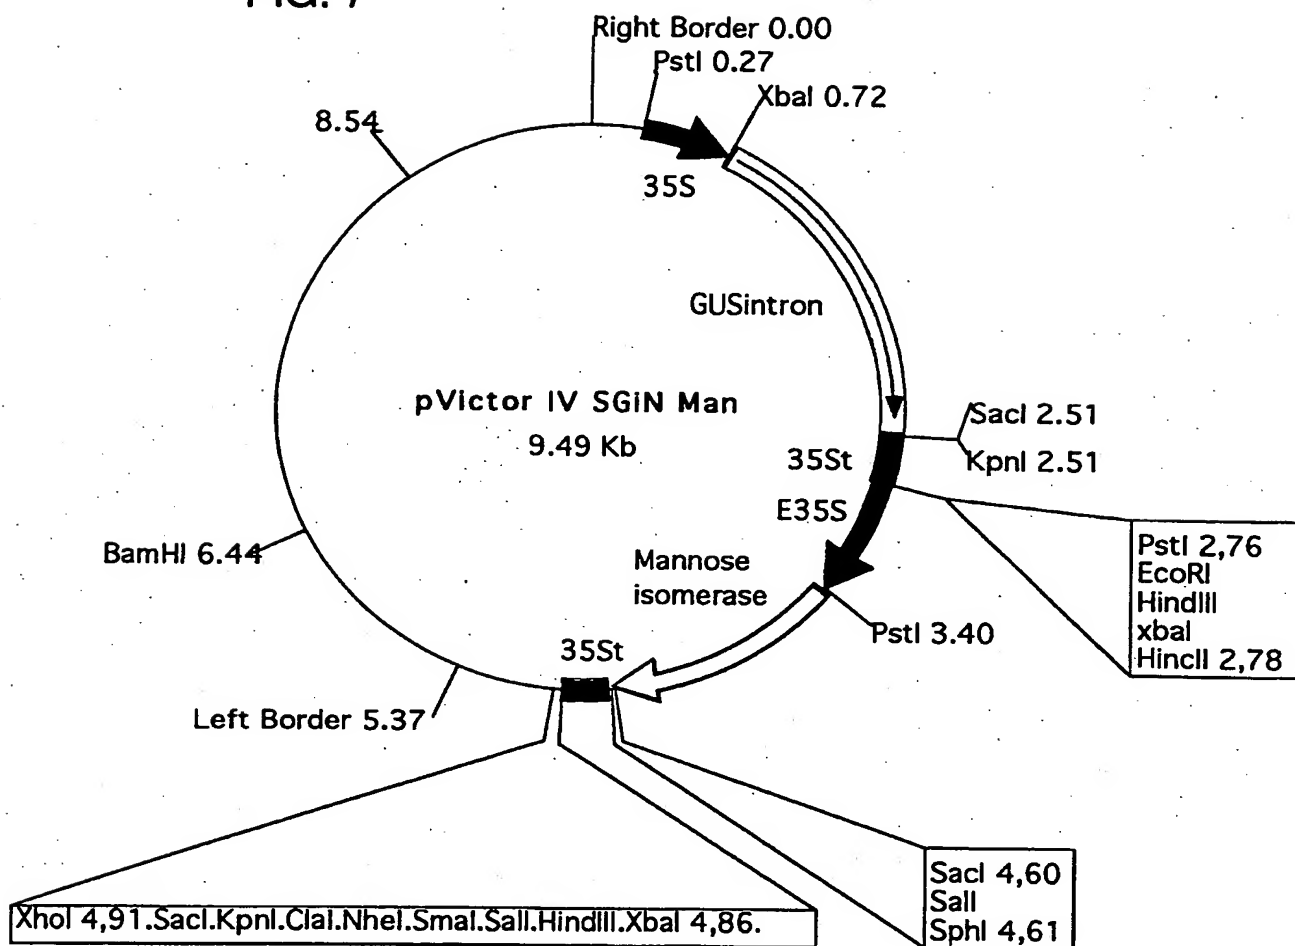 FIG. 7
Right Border 0.00
PstI 0.27
XbaI 0.72
8.54
35S
GUSintron
pVictor IV SGiN Man
9.49 Kb
SacI 2.51
KpnI 2.51
35St
E35S
PstI 2,76
EcoRI
HindIII
xbaI
HincII 2,78
BamHI 6.44
Mannose
isomerase
PstI 3.40
35St
Left Border 5.37
SacI 4,60
SalI
SphI 4,61
XhoI 4,91.SacI.KpnI.ClaI.NheI.SmaI.SalI.HindIII.XbaI 4,86.